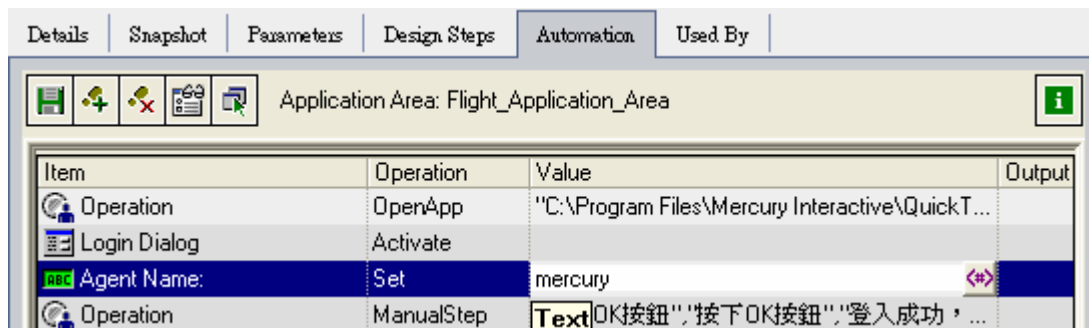 Details Snapshot Parameters Design Steps Automation Used By
Application Area: Flight_Application_Area
Item Operation Value Output
Operation OpenApp "C:\Program Files\Mercury Interactive\QuickT...
Login Dialog Activate
ABC Agent Name: Set mercury <#>
Operation ManualStep Text OK按鈕","按下OK按鈕","登入成功，...